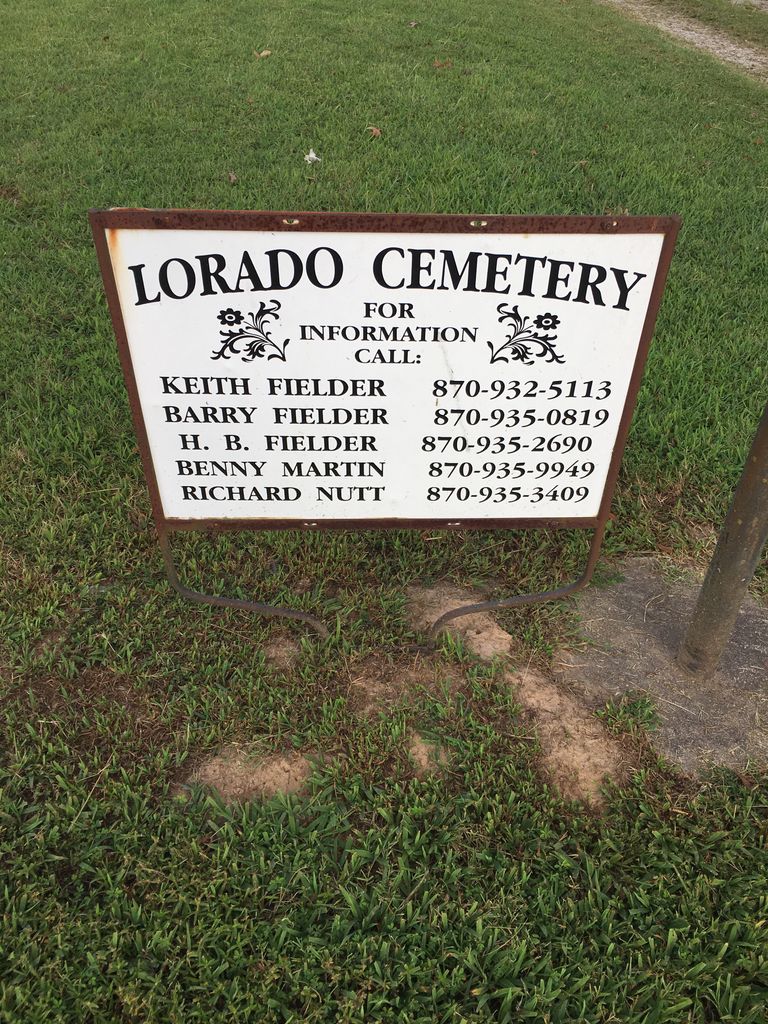 LORADO CEMETERY
FOR
INFORMATION
CALL:
KEITH FIELDER 870-932-5113
BARRY FIELDER 870-935-0819
H. B. FIELDER 870-935-2690
BENNY MARTIN 870-935-9949
RICHARD NUTT 870-935-3409